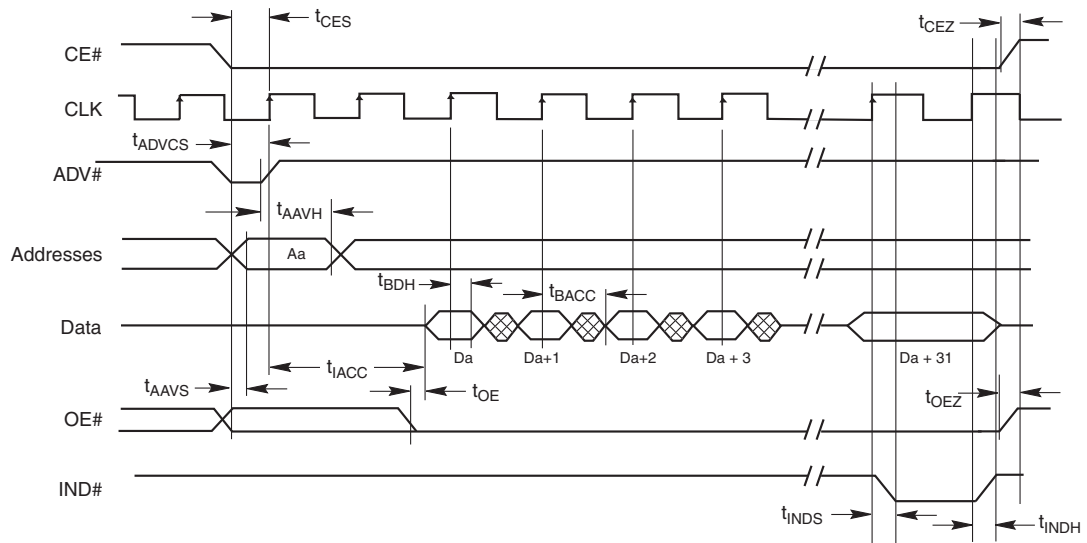 tCES
tCEZ
CE#
CLK
tADVCS
ADV#
tAAVH
Addresses
Aa
tBDH
tBACC
Data
Da
Da+1
Da+2
Da + 3
Da + 31
tIACC
tAAVS
tOE
tOEZ
OE#
IND#
tINDS
tINDH